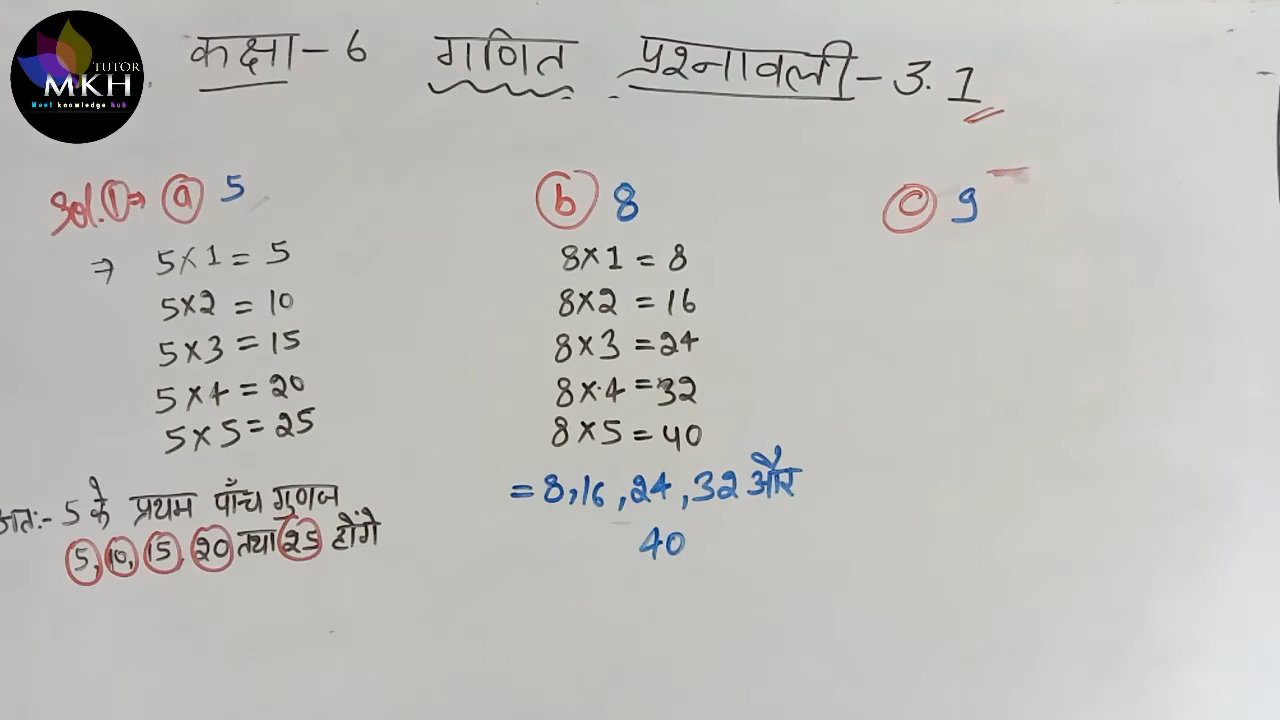 TUTOR
MKH
Meet knowledge hub
कक्षा - 6 गणित प्रश्नावली - 3.1
Sol. ① ⇒ ⓐ 5
⇒ 5×1 = 5
5×2 = 10
5×3 = 15
5×4 = 20
5×5 = 25
अतः- 5 के प्रथम पाँच गुणज
5, 10, 15, 20 तथा 25 होंगे
ⓑ 8
8×1 = 8
8×2 = 16
8×3 = 24
8×4 = 32
8×5 = 40
= 8, 16, 24, 32 और
40
ⓒ 9